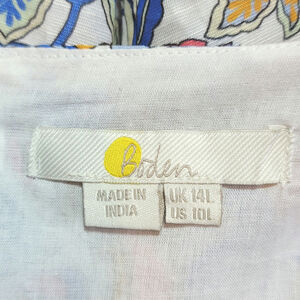 Boden
MADE IN
INDIA
UK 14L
US 10L